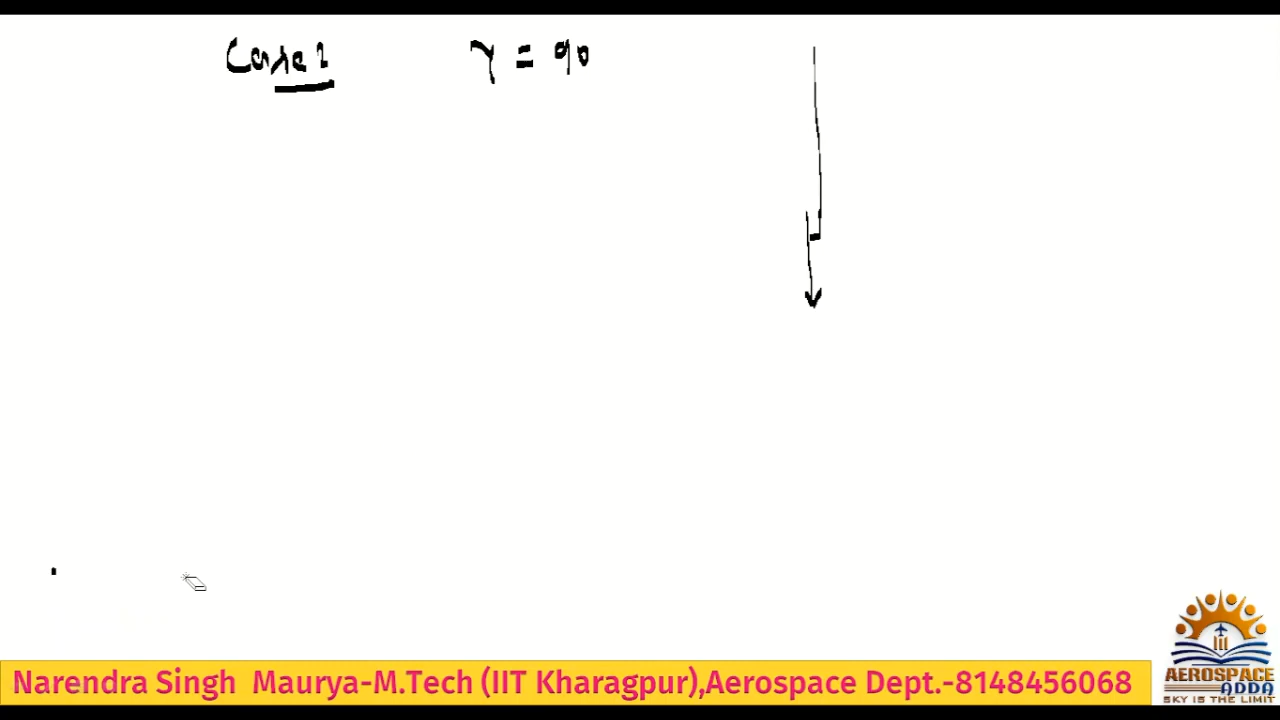 Case 1 γ = 90
Narendra Singh Maurya-M.Tech (IIT Kharagpur),Aerospace Dept.-8148456068
AEROSPACE
ADDA
SKY IS THE LIMIT